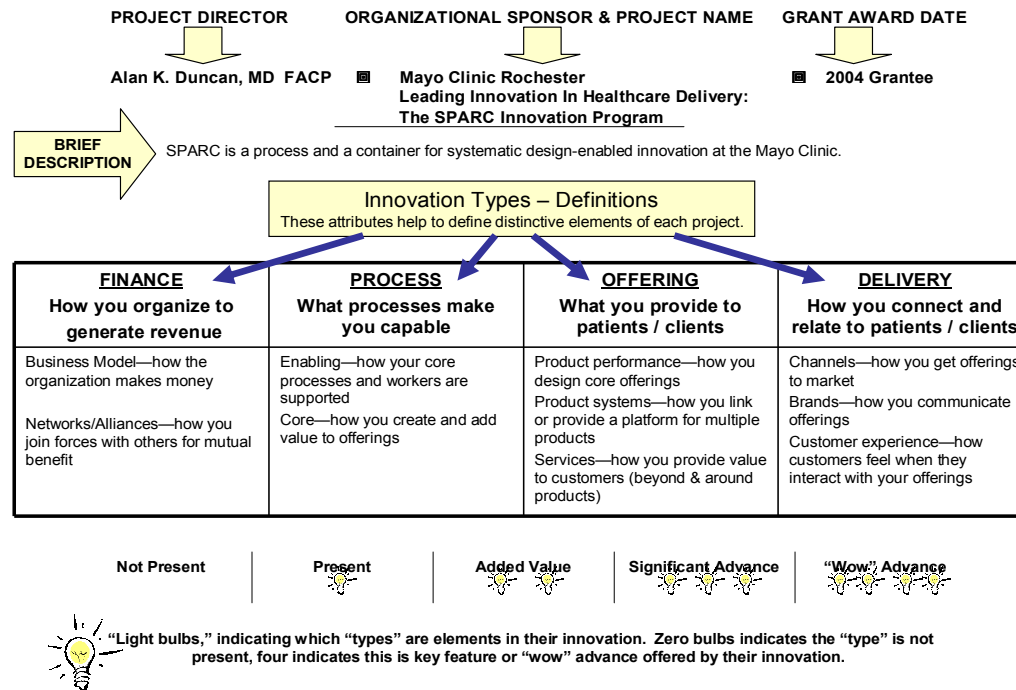 PROJECT DIRECTOR
ORGANIZATIONAL SPONSOR & PROJECT NAME
GRANT AWARD DATE
Alan K. Duncan, MD FACP
Mayo Clinic Rochester
Leading Innovation In Healthcare Delivery:
The SPARC Innovation Program
2004 Grantee
BRIEF
DESCRIPTION
SPARC is a process and a container for systematic design-enabled innovation at the Mayo Clinic.
Innovation Types – Definitions
These attributes help to define distinctive elements of each project.
FINANCE
How you organize to
generate revenue
Business Model—how the
organization makes money
Networks/Alliances—how you
join forces with others for mutual
benefit
PROCESS
What processes make
you capable
Enabling—how your core
processes and workers are
supported
Core—how you create and add
value to offerings
OFFERING
What you provide to
patients / clients
Product performance—how you
design core offerings
Product systems—how you link
or provide a platform for multiple
products
Services—how you provide value
to customers (beyond & around
products)
DELIVERY
How you connect and
relate to patients / clients
Channels—how you get offerings
to market
Brands—how you communicate
offerings
Customer experience—how
customers feel when they
interact with your offerings
Not Present
Present
Added Value
Significant Advance
“Wow” Advance
“Light bulbs,” indicating which “types” are elements in their innovation. Zero bulbs indicates the “type” is not
present, four indicates this is key feature or “wow” advance offered by their innovation.